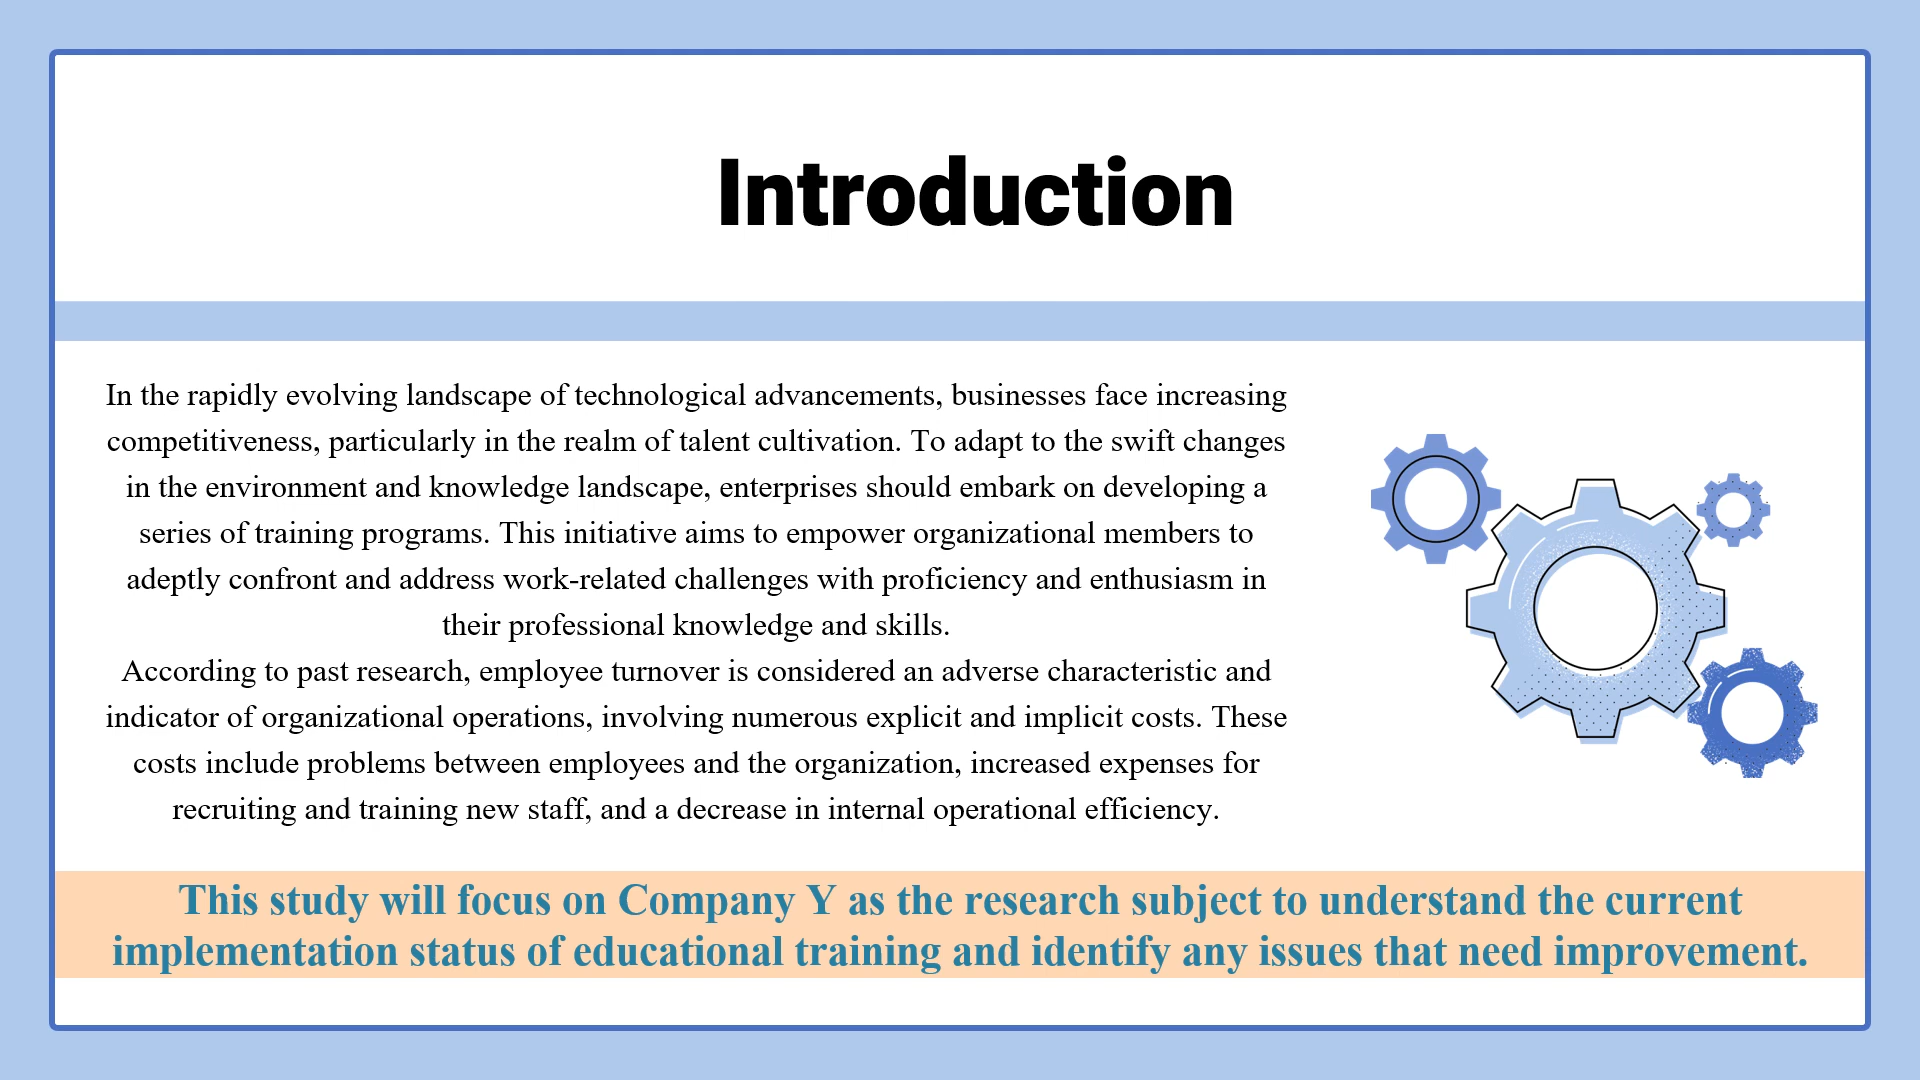 Introduction
In the rapidly evolving landscape of technological advancements, businesses face increasing
competitiveness, particularly in the realm of talent cultivation. To adapt to the swift changes
in the environment and knowledge landscape, enterprises should embark on developing a
series of training programs. This initiative aims to empower organizational members to
adeptly confront and address work-related challenges with proficiency and enthusiasm in
their professional knowledge and skills.
According to past research, employee turnover is considered an adverse characteristic and
indicator of organizational operations, involving numerous explicit and implicit costs. These
costs include problems between employees and the organization, increased expenses for
recruiting and training new staff, and a decrease in internal operational efficiency.
This study will focus on Company Y as the research subject to understand the current
implementation status of educational training and identify any issues that need improvement.